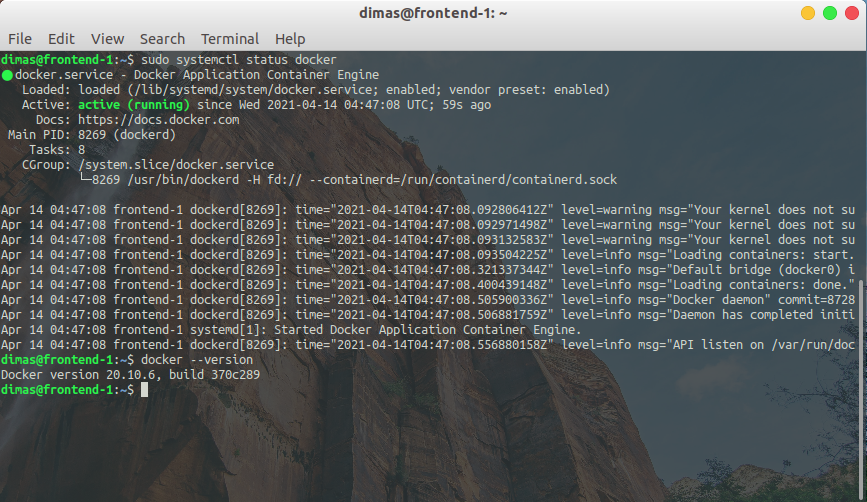 dimas@frontend-1: ~
File Edit View Search Terminal Help
dimas@frontend-1:~$ sudo systemctl status docker
● docker.service - Docker Application Container Engine
Loaded: loaded (/lib/systemd/system/docker.service; enabled; vendor preset: enabled)
Active: active (running) since Wed 2021-04-14 04:47:08 UTC; 59s ago
Docs: https://docs.docker.com
Main PID: 8269 (dockerd)
Tasks: 8
CGroup: /system.slice/docker.service
└─8269 /usr/bin/dockerd -H fd:// --containerd=/run/containerd/containerd.sock
Apr 14 04:47:08 frontend-1 dockerd[8269]: time="2021-04-14T04:47:08.092806412Z" level=warning msg="Your kernel does not su
Apr 14 04:47:08 frontend-1 dockerd[8269]: time="2021-04-14T04:47:08.092971498Z" level=warning msg="Your kernel does not su
Apr 14 04:47:08 frontend-1 dockerd[8269]: time="2021-04-14T04:47:08.093132583Z" level=warning msg="Your kernel does not su
Apr 14 04:47:08 frontend-1 dockerd[8269]: time="2021-04-14T04:47:08.093504225Z" level=info msg="Loading containers: start.
Apr 14 04:47:08 frontend-1 dockerd[8269]: time="2021-04-14T04:47:08.321337344Z" level=info msg="Default bridge (docker0) i
Apr 14 04:47:08 frontend-1 dockerd[8269]: time="2021-04-14T04:47:08.400439148Z" level=info msg="Loading containers: done."
Apr 14 04:47:08 frontend-1 dockerd[8269]: time="2021-04-14T04:47:08.505900336Z" level=info msg="Docker daemon" commit=8728
Apr 14 04:47:08 frontend-1 dockerd[8269]: time="2021-04-14T04:47:08.506881759Z" level=info msg="Daemon has completed initi
Apr 14 04:47:08 frontend-1 systemd[1]: Started Docker Application Container Engine.
Apr 14 04:47:08 frontend-1 dockerd[8269]: time="2021-04-14T04:47:08.556880158Z" level=info msg="API listen on /var/run/doc
dimas@frontend-1:~$ docker --version
Docker version 20.10.6, build 370c289
dimas@frontend-1:~$